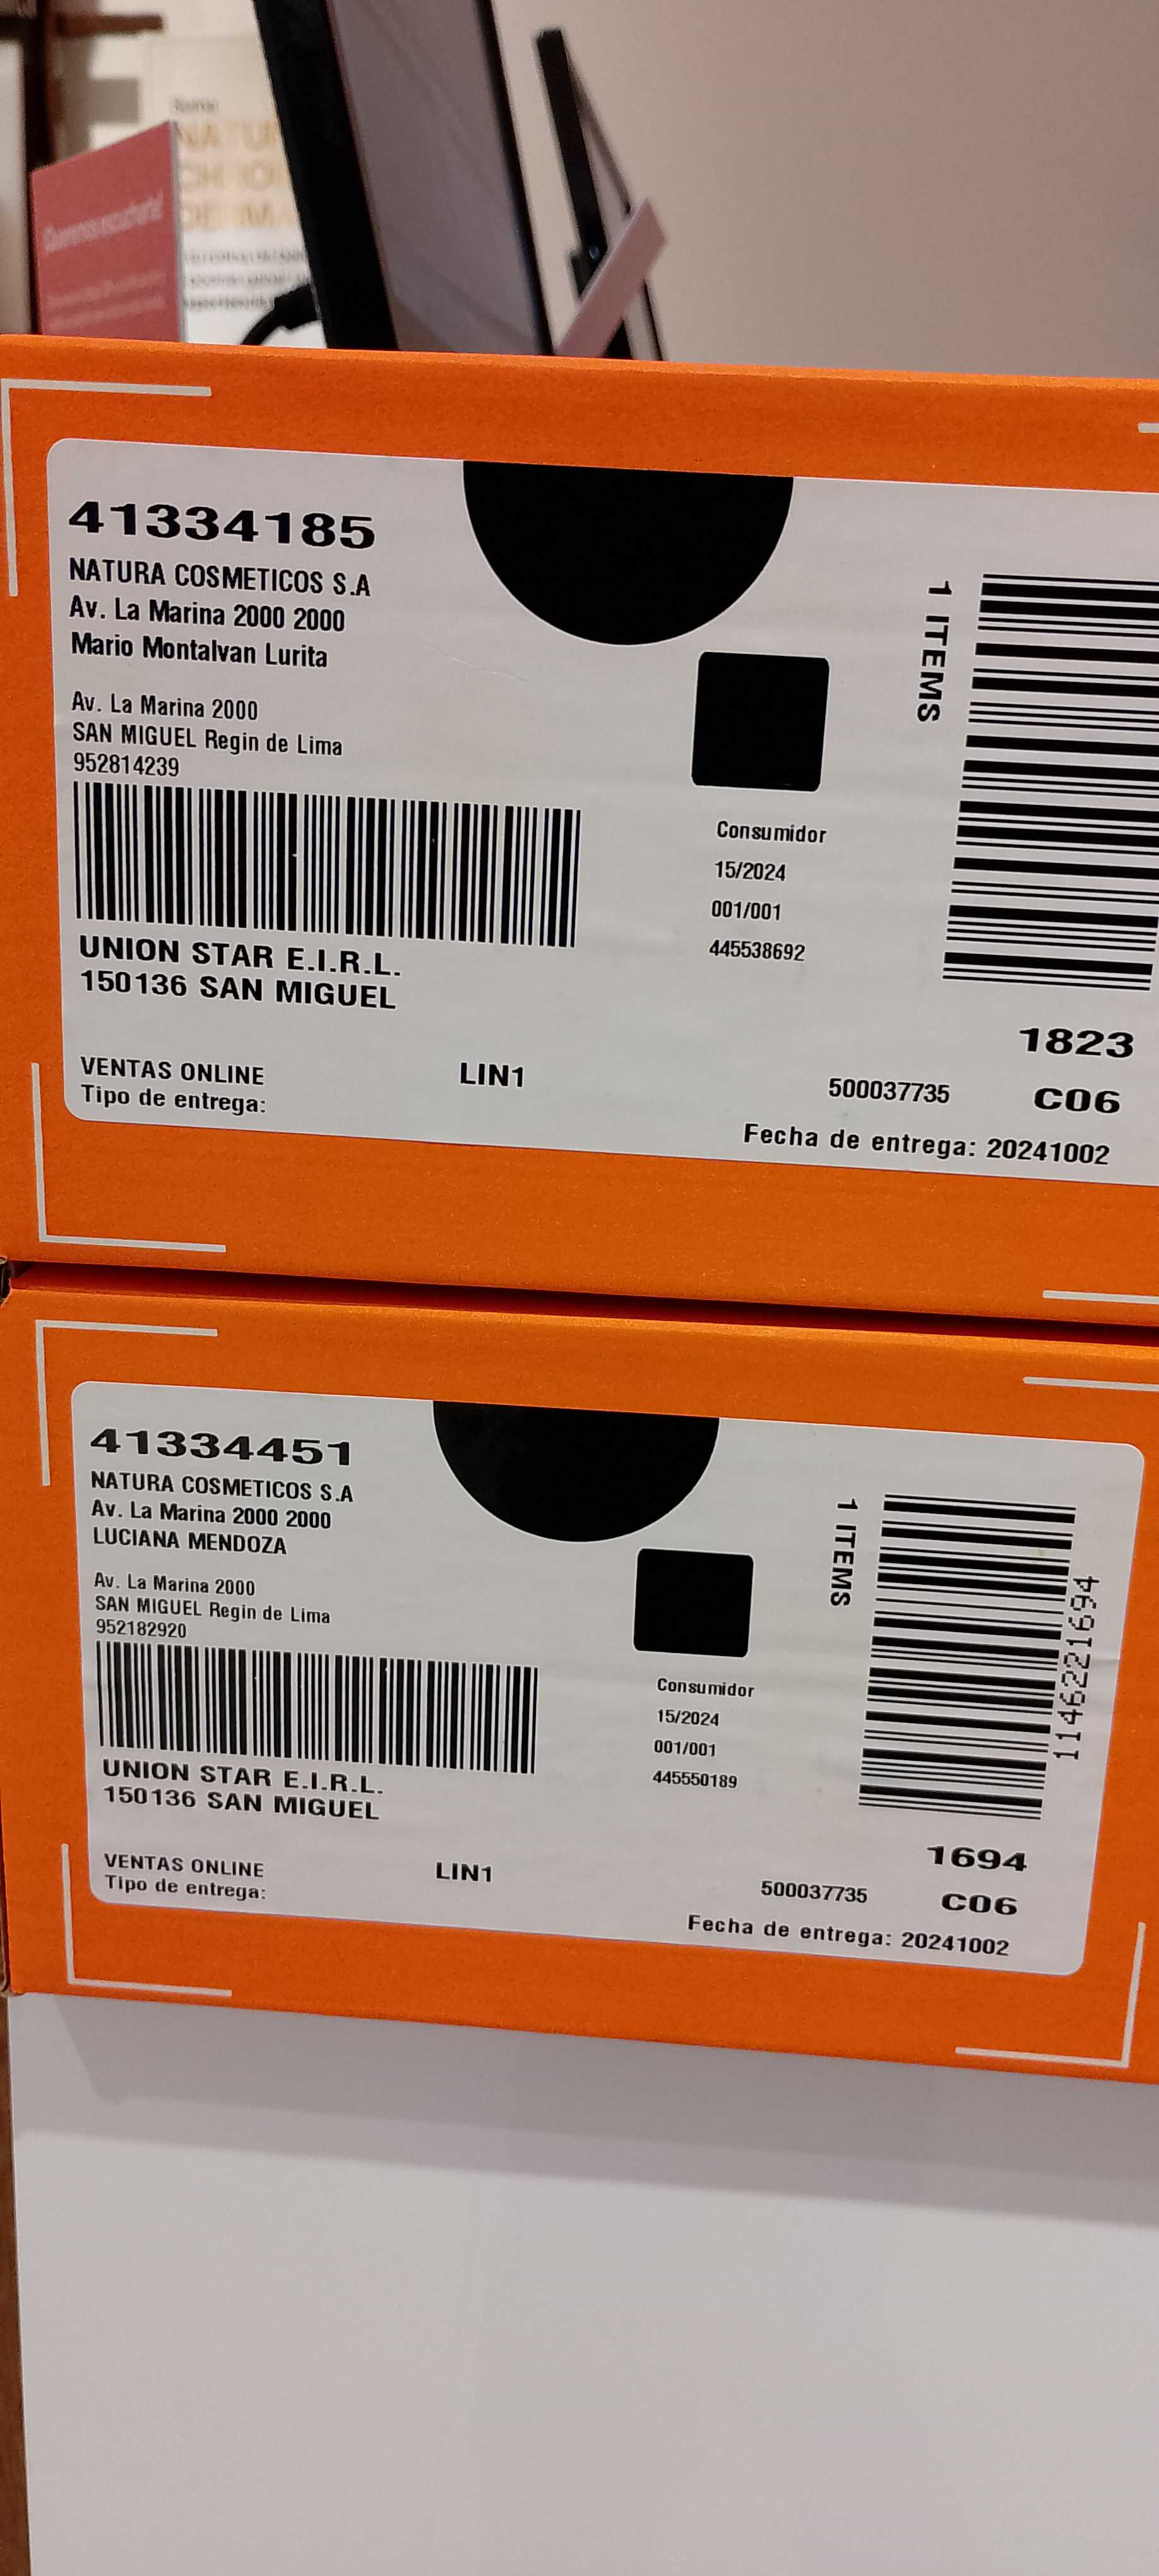 Queremos escucharte!
41334185
NATURA COSMETICOS S.A
Av. La Marina 2000 2000
Mario Montalvan Lurita
Av. La Marina 2000
SAN MIGUEL Regin de Lima
952814239
UNION STAR E.I.R.L.
150136 SAN MIGUEL
VENTAS ONLINE
Tipo de entrega:
LIN1
1 ITEMS
Consumidor
15/2024
001/001
445538692
1823
500037735
C06
Fecha de entrega: 20241002
41334451
NATURA COSMETICOS S.A
Av. La Marina 2000 2000
LUCIANA MENDOZA
Av. La Marina 2000
SAN MIGUEL Regin de Lima
952182920
UNION STAR E.I.R.L.
150136 SAN MIGUEL
VENTAS ONLINE
Tipo de entrega:
LIN1
1 ITEMS
1146221694
Consumidor
15/2024
001/001
445550189
1694
500037735
C06
Fecha de entrega: 20241002